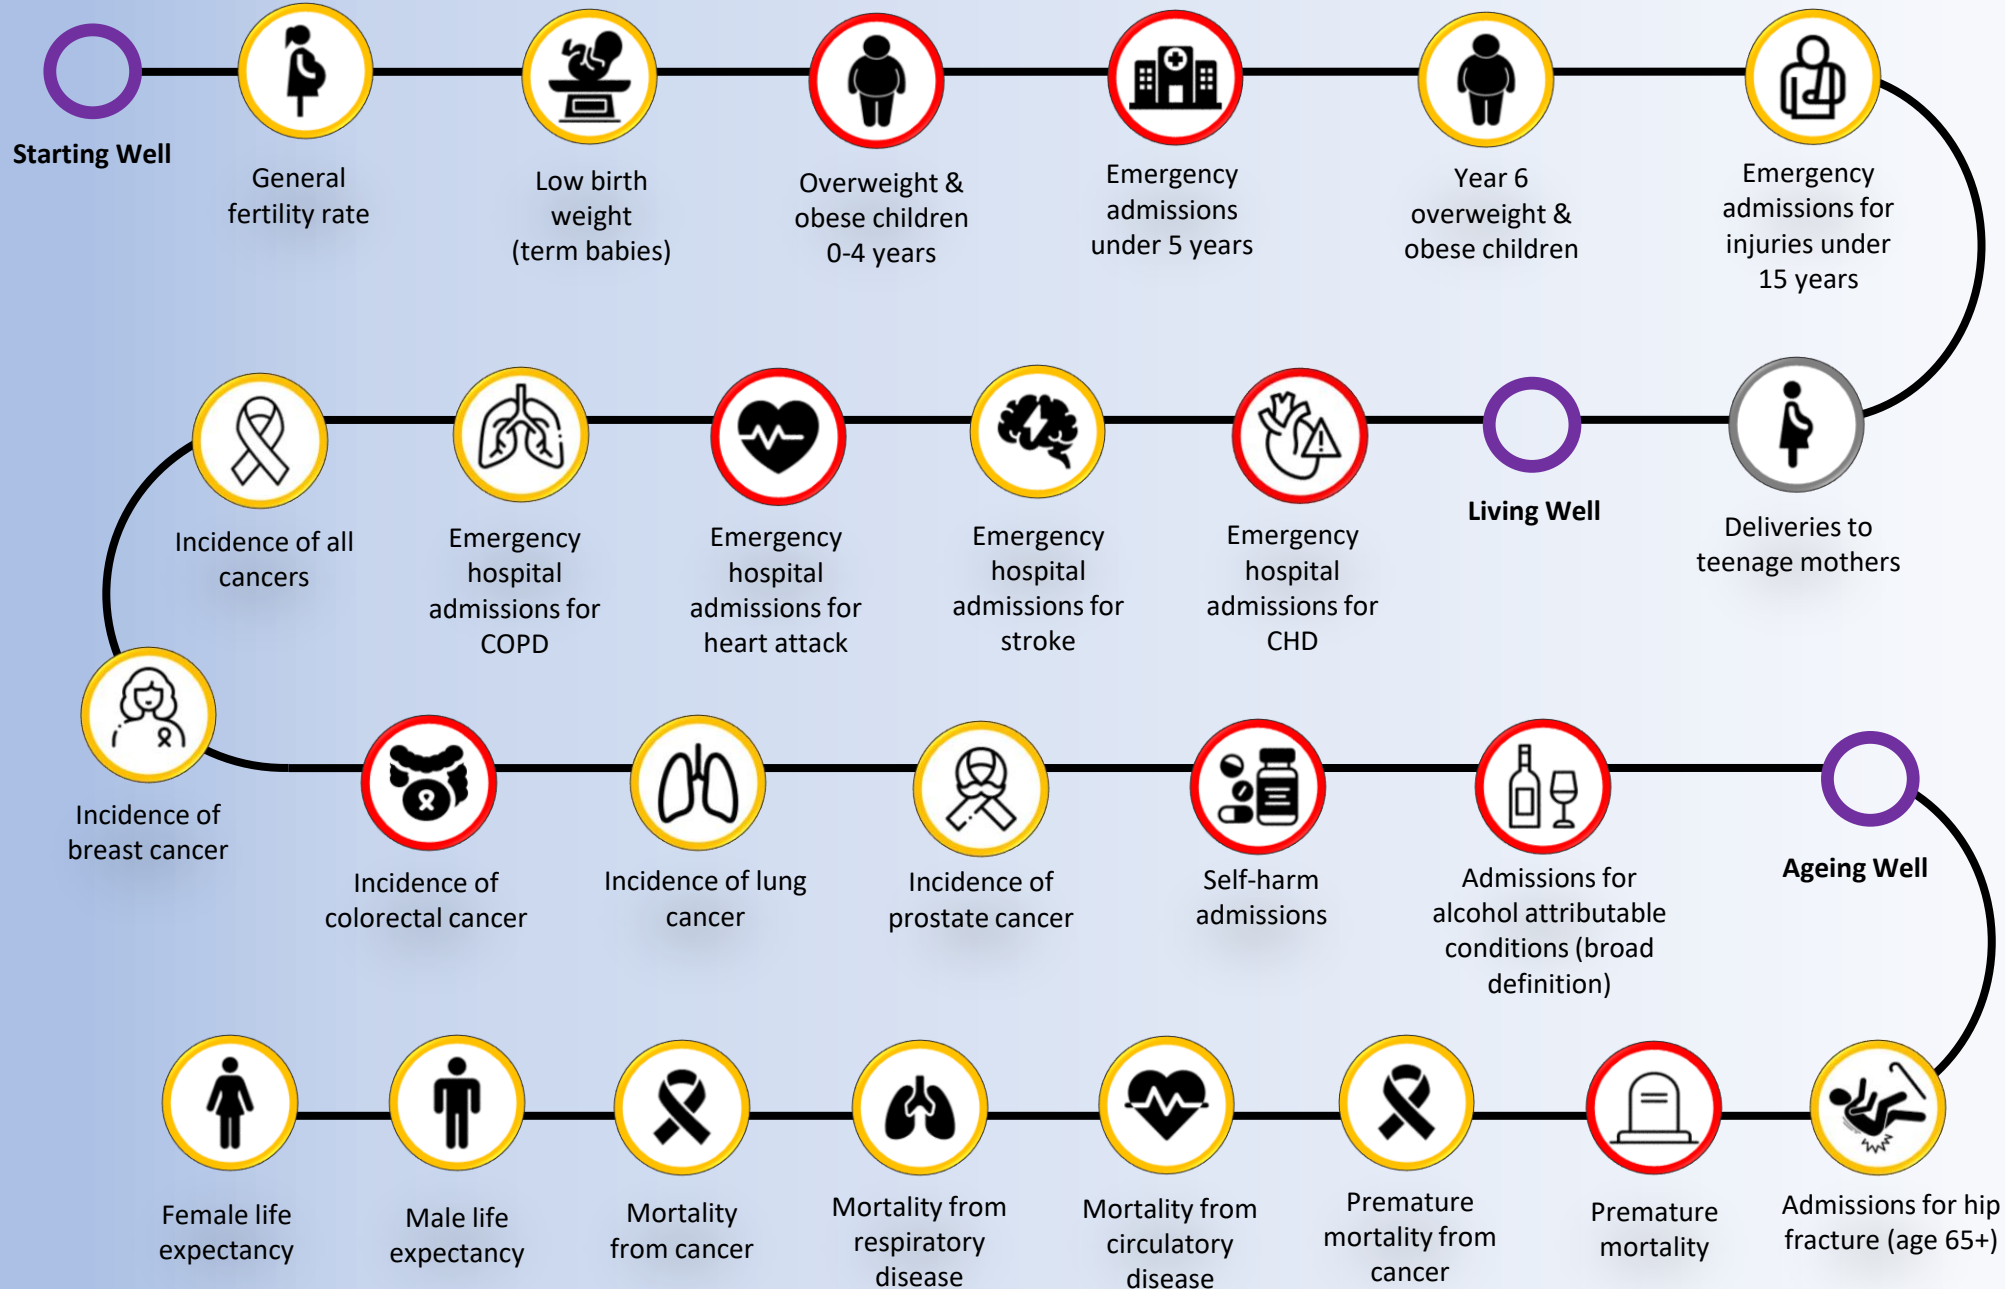 Starting Well
General
fertility rate
Low birth
weight
(term babies)
Overweight &
obese children
0-4 years
Emergency
admissions
under 5 years
Year 6
overweight &
obese children
Emergency
admissions for
injuries under
15 years
Incidence of all
cancers
Emergency
hospital
admissions for
COPD
Emergency
hospital
admissions for
heart attack
Emergency
hospital
admissions for
stroke
Emergency
hospital
admissions for
CHD
Living Well
Deliveries to
teenage mothers
Incidence of
breast cancer
Incidence of
colorectal cancer
Incidence of lung
cancer
Incidence of
prostate cancer
Self-harm
admissions
Admissions for
alcohol attributable
conditions (broad
definition)
Ageing Well
Female life
expectancy
Male life
expectancy
Mortality
from cancer
Mortality from
respiratory
disease
Mortality from
circulatory
disease
Premature
mortality from
cancer
Premature
mortality
Admissions for hip
fracture (age 65+)